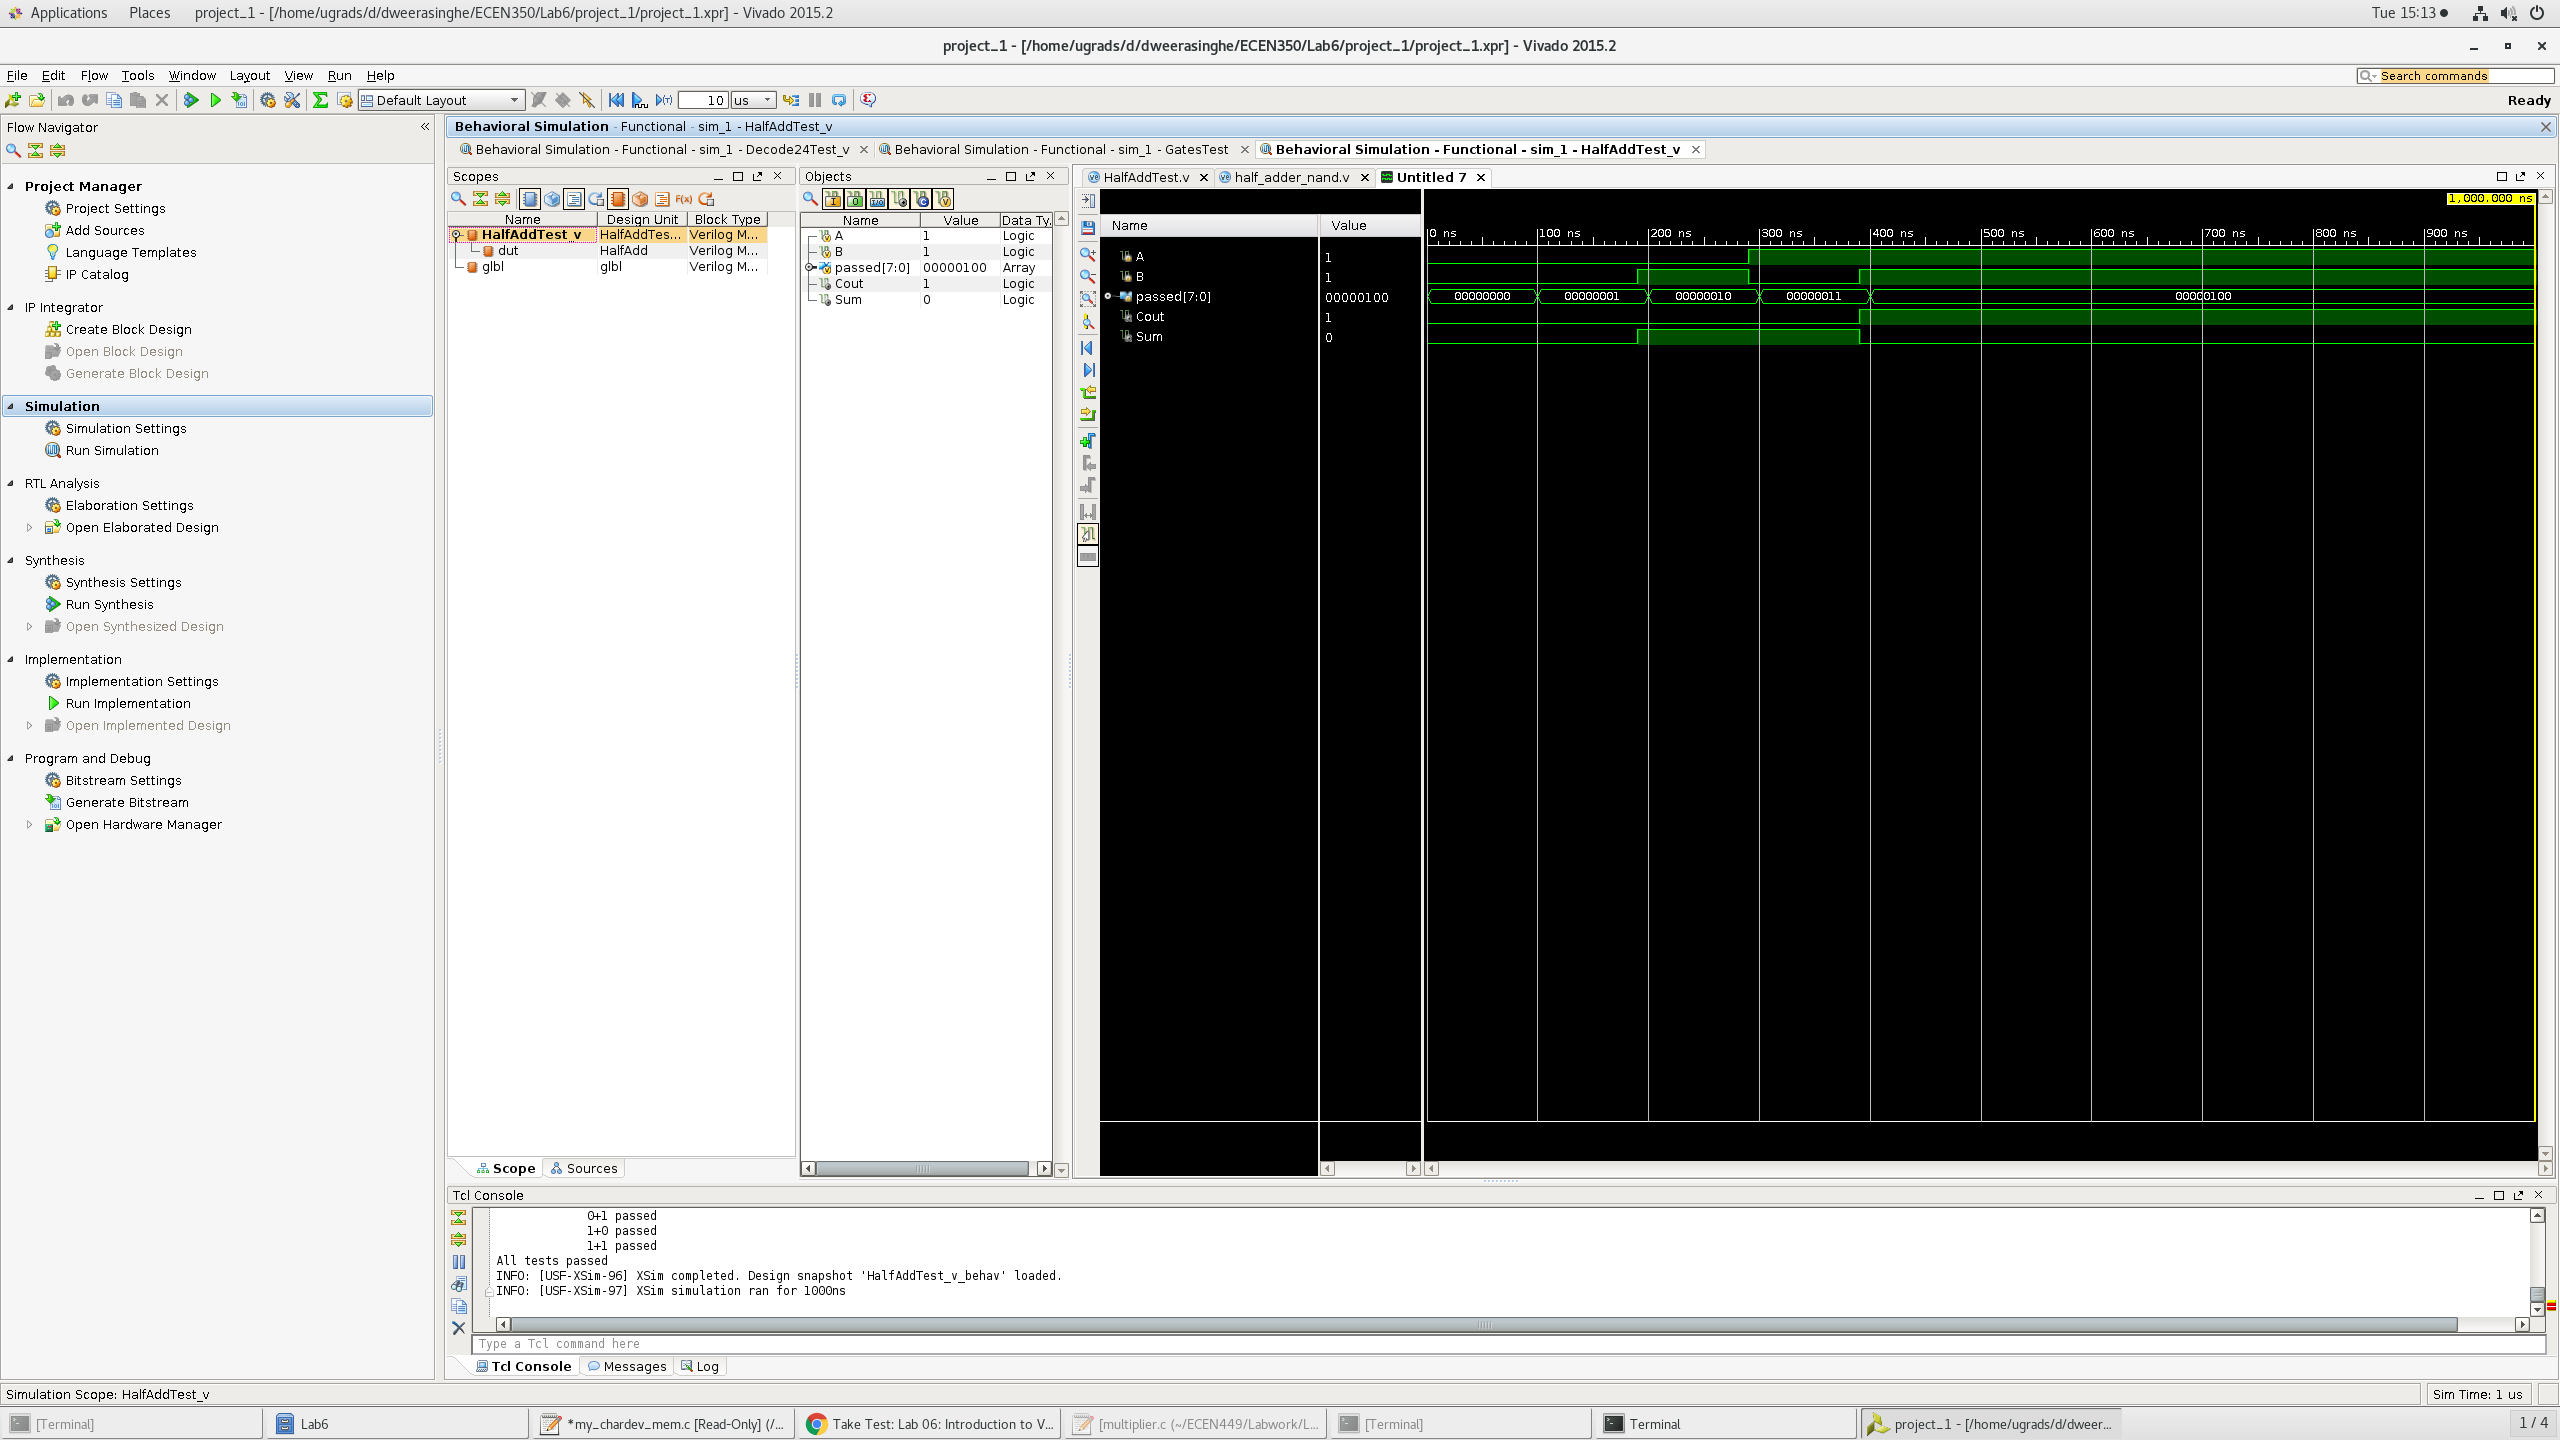 Applications Places project_1 - [/home/ugrads/d/dweerasinghe/ECEN350/Lab6/project_1/project_1.xpr] - Vivado 2015.2 Tue 15:13
project_1 - [/home/ugrads/d/dweerasinghe/ECEN350/Lab6/project_1/project_1.xpr] - Vivado 2015.2
File Edit Flow Tools Window Layout View Run Help Search commands
Default Layout 10 us Ready
Flow Navigator
Project Manager
Project Settings
Add Sources
Language Templates
IP Catalog
IP Integrator
Create Block Design
Open Block Design
Generate Block Design
Simulation
Simulation Settings
Run Simulation
RTL Analysis
Elaboration Settings
Open Elaborated Design
Synthesis
Synthesis Settings
Run Synthesis
Open Synthesized Design
Implementation
Implementation Settings
Run Implementation
Open Implemented Design
Program and Debug
Bitstream Settings
Generate Bitstream
Open Hardware Manager
Behavioral Simulation - Functional - sim_1 - HalfAddTest_v
Behavioral Simulation - Functional - sim_1 - Decode24Test_v Behavioral Simulation - Functional - sim_1 - GatesTest Behavioral Simulation - Functional - sim_1 - HalfAddTest_v
Scopes
Name Design Unit Block Type
HalfAddTest_v HalfAddTes... Verilog M...
dut HalfAdd Verilog M...
glbl glbl Verilog M...
Scope Sources
Objects
Name Value Data Ty.
A 1 Logic
B 1 Logic
passed[7:0] 00000100 Array
Cout 1 Logic
Sum 0 Logic
HalfAddTest.v half_adder_nand.v Untitled 7
1,000.000 ns
Name Value 0 ns 100 ns 200 ns 300 ns 400 ns 500 ns 600 ns 700 ns 800 ns 900 ns
A 1
B 1
passed[7:0] 00000100 00000000 00000001 00000010 00000011 00000100
Cout 1
Sum 0
Tcl Console
0+1 passed
1+0 passed
1+1 passed
All tests passed
INFO: [USF-XSim-96] XSim completed. Design snapshot 'HalfAddTest_v_behav' loaded.
INFO: [USF-XSim-97] XSim simulation ran for 1000ns
Type a Tcl command here
Tcl Console Messages Log
Simulation Scope: HalfAddTest_v Sim Time: 1 us
[Terminal] Lab6 *my_chardev_mem.c [Read-Only] (/... Take Test: Lab 06: Introduction to V... [multiplier.c (~/ECEN449/Labwork/L... [Terminal] Terminal project_1 - [/home/ugrads/d/dweer... 1 / 4